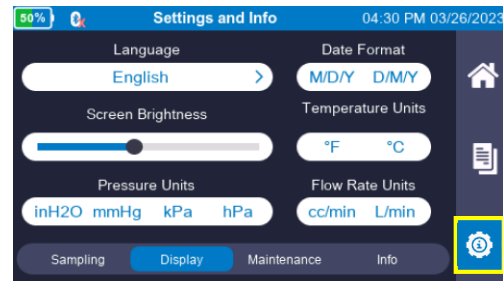 50% Settings and Info 04:30 PM 03/26/2023
Language Date Format
English > M/D/Y D/M/Y
Screen Brightness Temperature Units
°F °C
Pressure Units Flow Rate Units
inH2O mmHg kPa hPa cc/min L/min
Sampling Display Maintenance Info